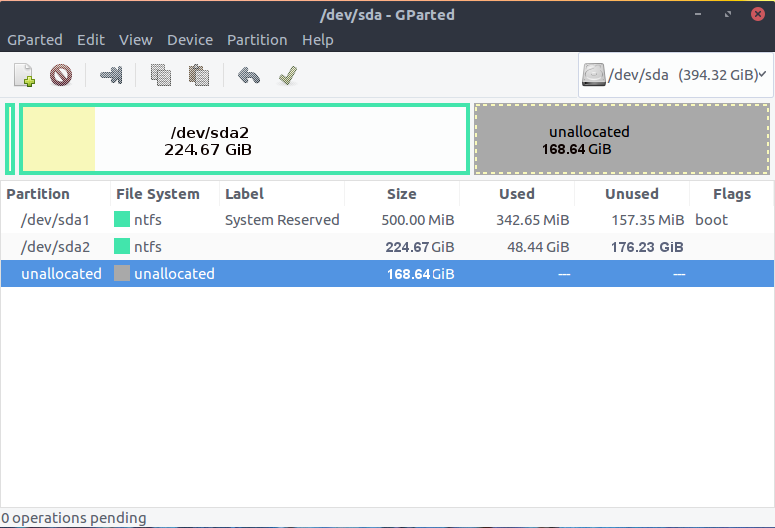 /dev/sda - GParted
GParted Edit View Device Partition Help
/dev/sda (394.32 GiB)
/dev/sda2
224.67 GiB
unallocated
168.64 GiB
Partition File System Label Size Used Unused Flags
/dev/sda1 ntfs System Reserved 500.00 MiB 342.65 MiB 157.35 MiB boot
/dev/sda2 ntfs 224.67 GiB 48.44 GiB 176.23 GiB
unallocated unallocated 168.64 GiB — —
0 operations pending